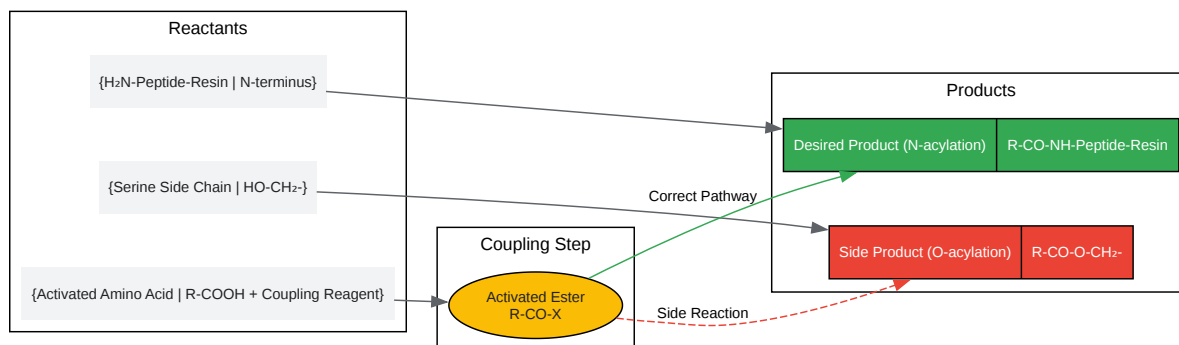 Reactants
{H₂N-Peptide-Resin | N-terminus}
{Serine Side Chain | HO-CH₂-}
{Activated Amino Acid | R-COOH + Coupling Reagent}
Coupling Step
Activated Ester
R-CO-X
Correct Pathway
Side Reaction
Products
Desired Product (N-acylation)
R-CO-NH-Peptide-Resin
Side Product (O-acylation)
R-CO-O-CH₂-